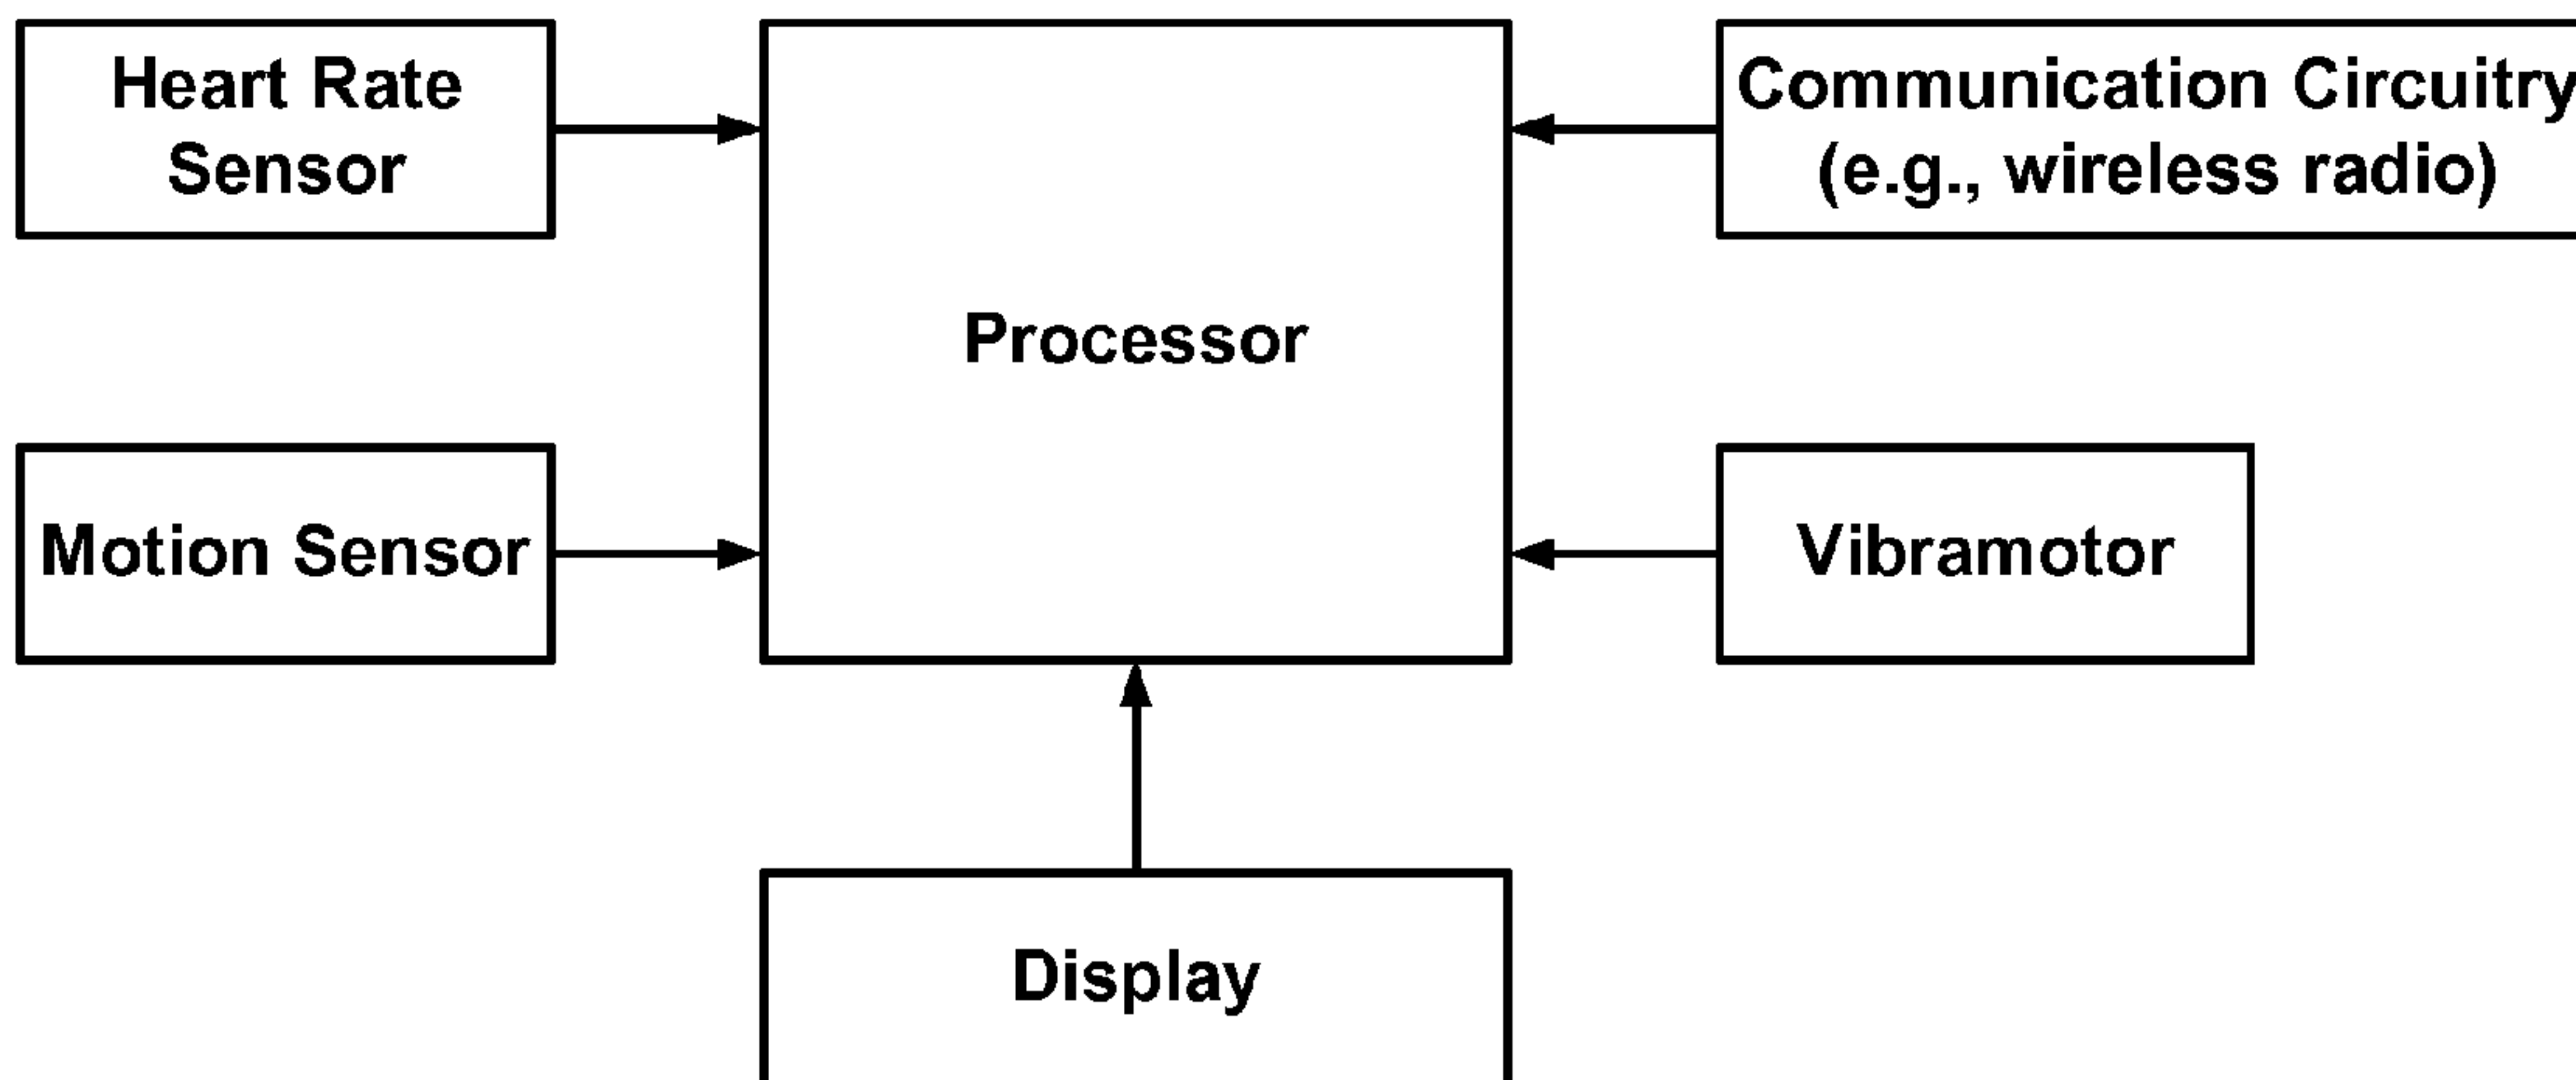 Heart Rate
Sensor
Processor
Communication Circuitry
(e.g., wireless radio)
Motion Sensor
Vibramotor
Display